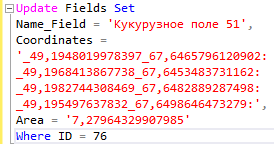 Update Fields Set
Name_Field = 'Кукурузное поле 51',
Coordinates =
'_49,1948019978397_67,6465796120902:
_49,1968413867738_67,6453483731162:
_49,1982744308469_67,6482889287498:
_49,1954976378322_67,6498646473279:',
Area = '7,27964329907985'
Where ID = 76